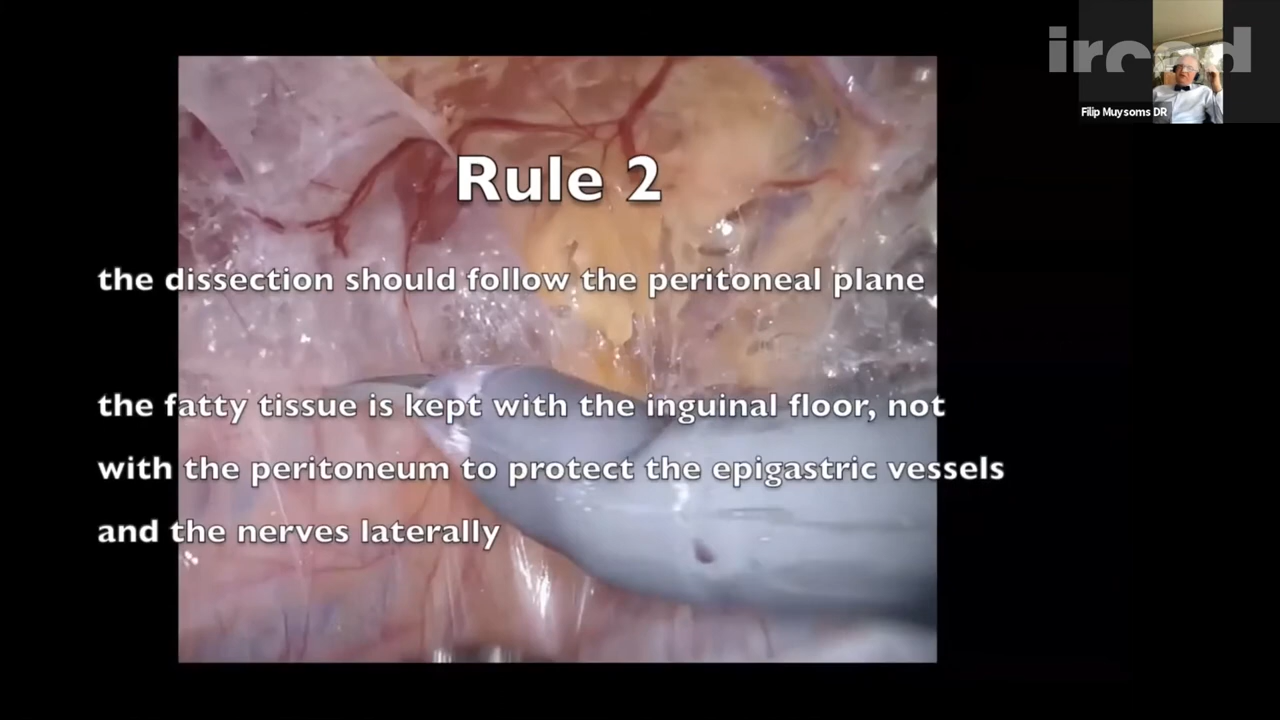 ircad
Filip Muysoms DR
Rule 2
the dissection should follow the peritoneal plane
the fatty tissue is kept with the inguinal floor, not
with the peritoneum to protect the epigastric vessels
and the nerves laterally